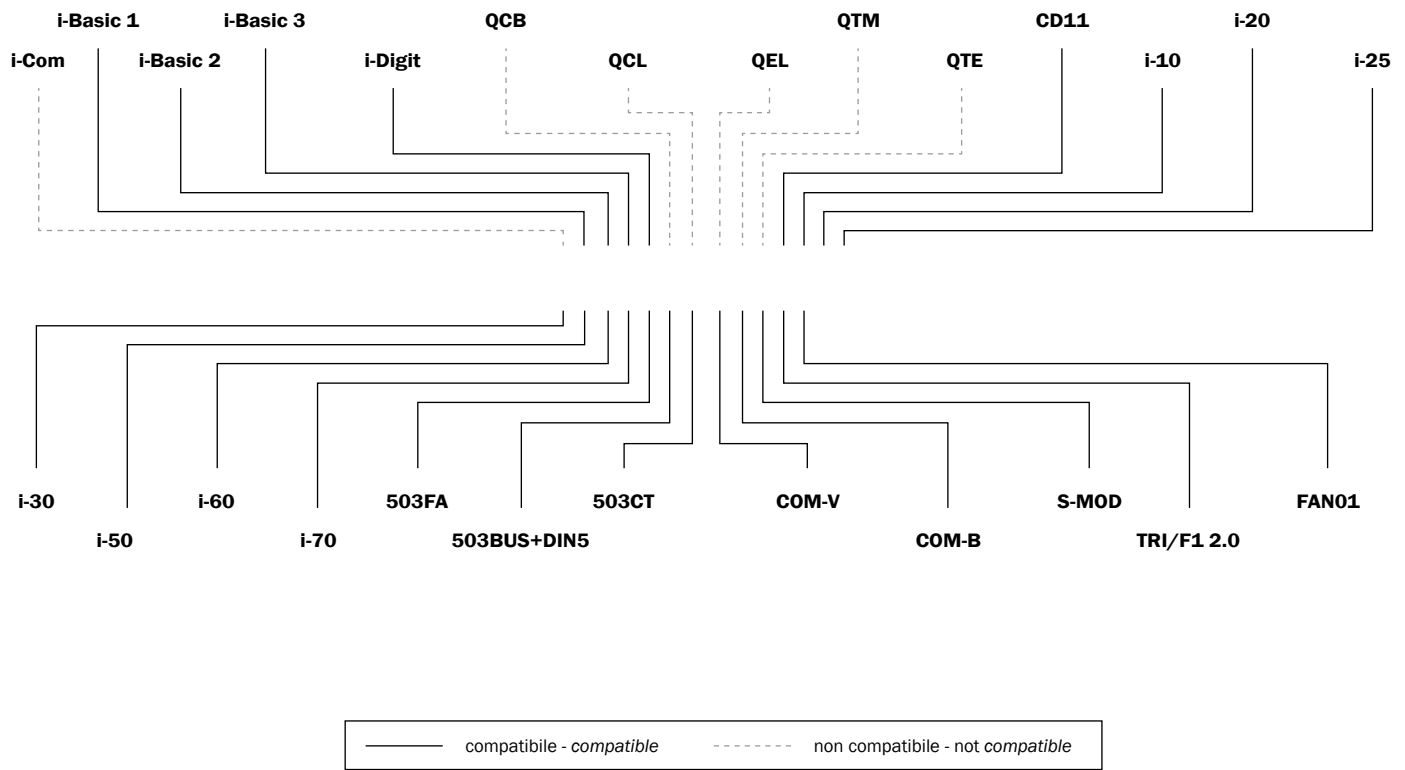 i-Basic 1 i-Basic 3 QCB QTM CD11 i-20
i-Com i-Basic 2 i-Digit QCL QEL QTE i-10 i-25
i-30 i-60 503FA 503CT COM-V S-MOD FAN01
i-50 i-70 503BUS+DIN5 COM-B TRI/F1 2.0
compatibile - compatible non compatibile - not compatible